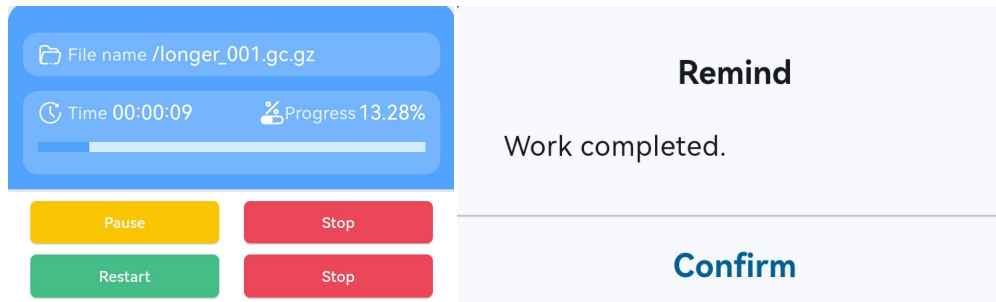 File name /longer_001.gc.gz
Time 00:00:09 Progress 13.28%
Pause Stop
Restart Stop
Remind
Work completed.
Confirm